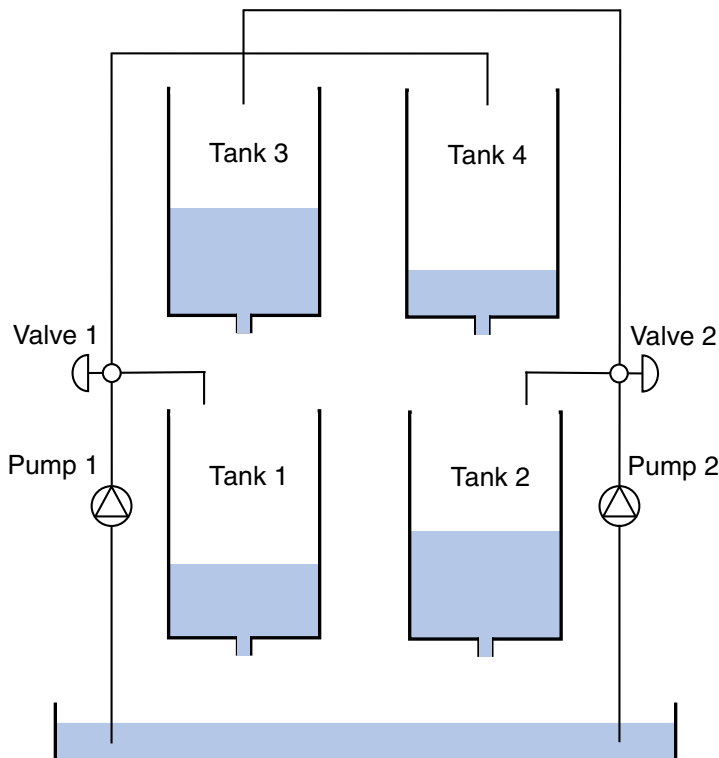 Tank 3
Tank 4
Valve 1
Valve 2
Pump 1
Tank 1
Tank 2
Pump 2